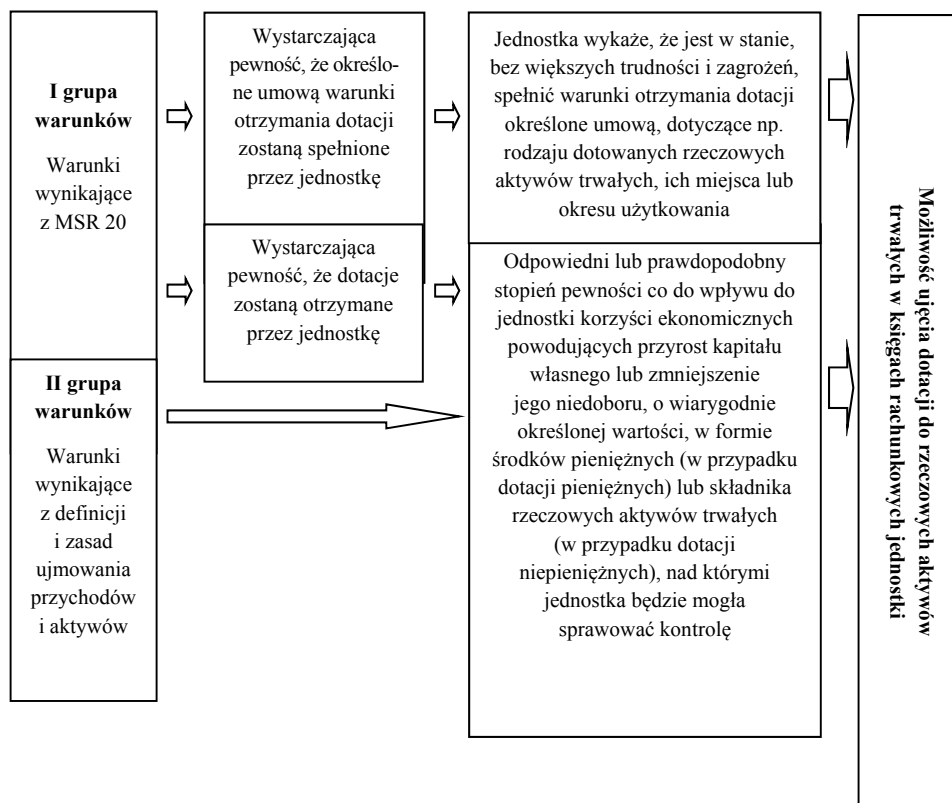 I grupa
warunków
Warunki
wynikające
z MSR 20
Wystarczająca
pewność, że określo-
ne umową warunki
otrzymania dotacji
zostaną spełnione
przez jednostkę
Jednostka wykaże, że jest w stanie,
bez większych trudności i zagrożeń,
spełnić warunki otrzymania dotacji
określone umową, dotyczące np.
rodzaju dotowanych rzeczowych
aktywów trwałych, ich miejsca lub
okresu użytkowania
Wystarczająca
pewność, że dotacje
zostaną otrzymane
przez jednostkę
II grupa
warunków
Warunki
wynikające
z definicji
i zasad
ujmowania
przychodów
i aktywów
Odpowiedni lub prawdopodobny
stopień pewności co do wpływu do
jednostki korzyści ekonomicznych
powodujących przyrost kapitału
własnego lub zmniejszenie
jego niedoboru, o wiarygodnie
określonej wartości, w formie
środków pieniężnych (w przypadku
dotacji pieniężnych) lub składnika
rzeczowych aktywów trwałych
(w przypadku dotacji
niepieniężnych), nad którymi
jednostka będzie mogła
sprawować kontrolę
Możliwość ujęcia dotacji do rzeczowych aktywów
trwałych w księgach rachunkowych jednostki